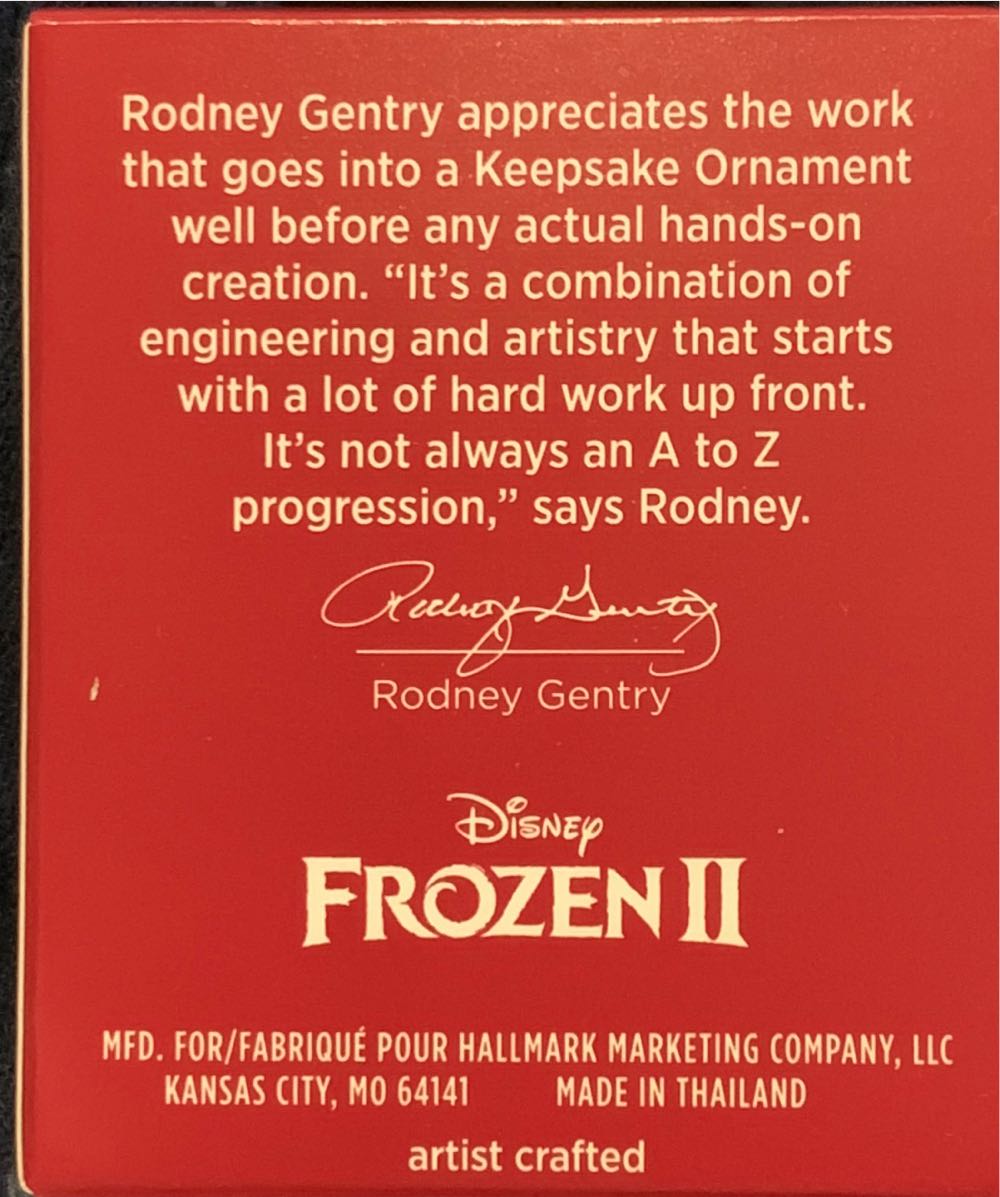 Rodney Gentry appreciates the work
that goes into a Keepsake Ornament
well before any actual hands-on
creation. “It’s a combination of
engineering and artistry that starts
with a lot of hard work up front.
It’s not always an A to Z
progression,” says Rodney.
Rodney Gentry
Rodney Gentry
Disney
FROZEN II
MFD. FOR/FABRIQUÉ POUR HALLMARK MARKETING COMPANY, LLC
KANSAS CITY, MO 64141 MADE IN THAILAND
artist crafted